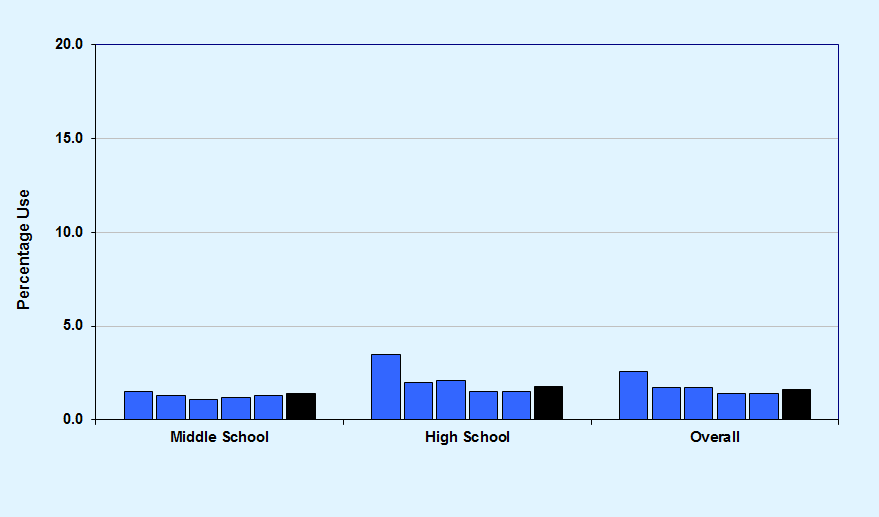 20.0
15.0
10.0
5.0
0.0
Percentage Use
Middle School
High School
Overall